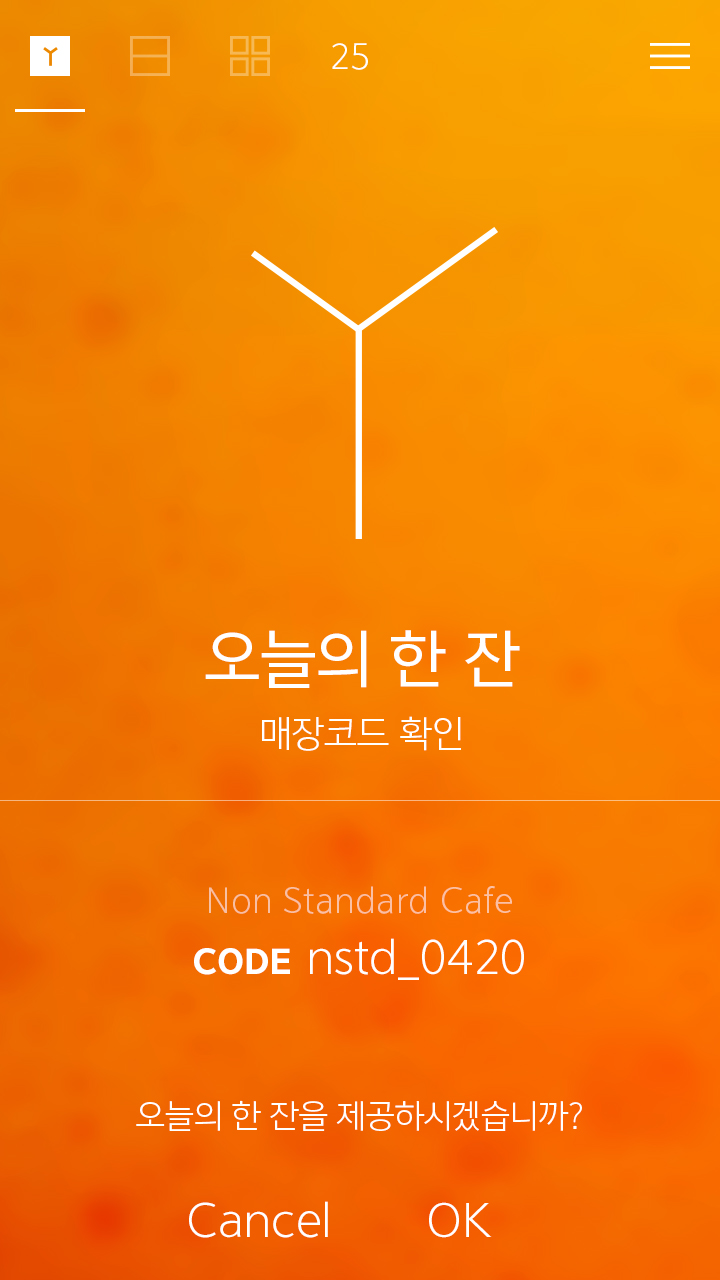 25
오늘의 한 잔
매장코드 확인
Non Standard Cafe
CODE nstd_0420
오늘의 한 잔을 제공하시겠습니까?
Cancel OK